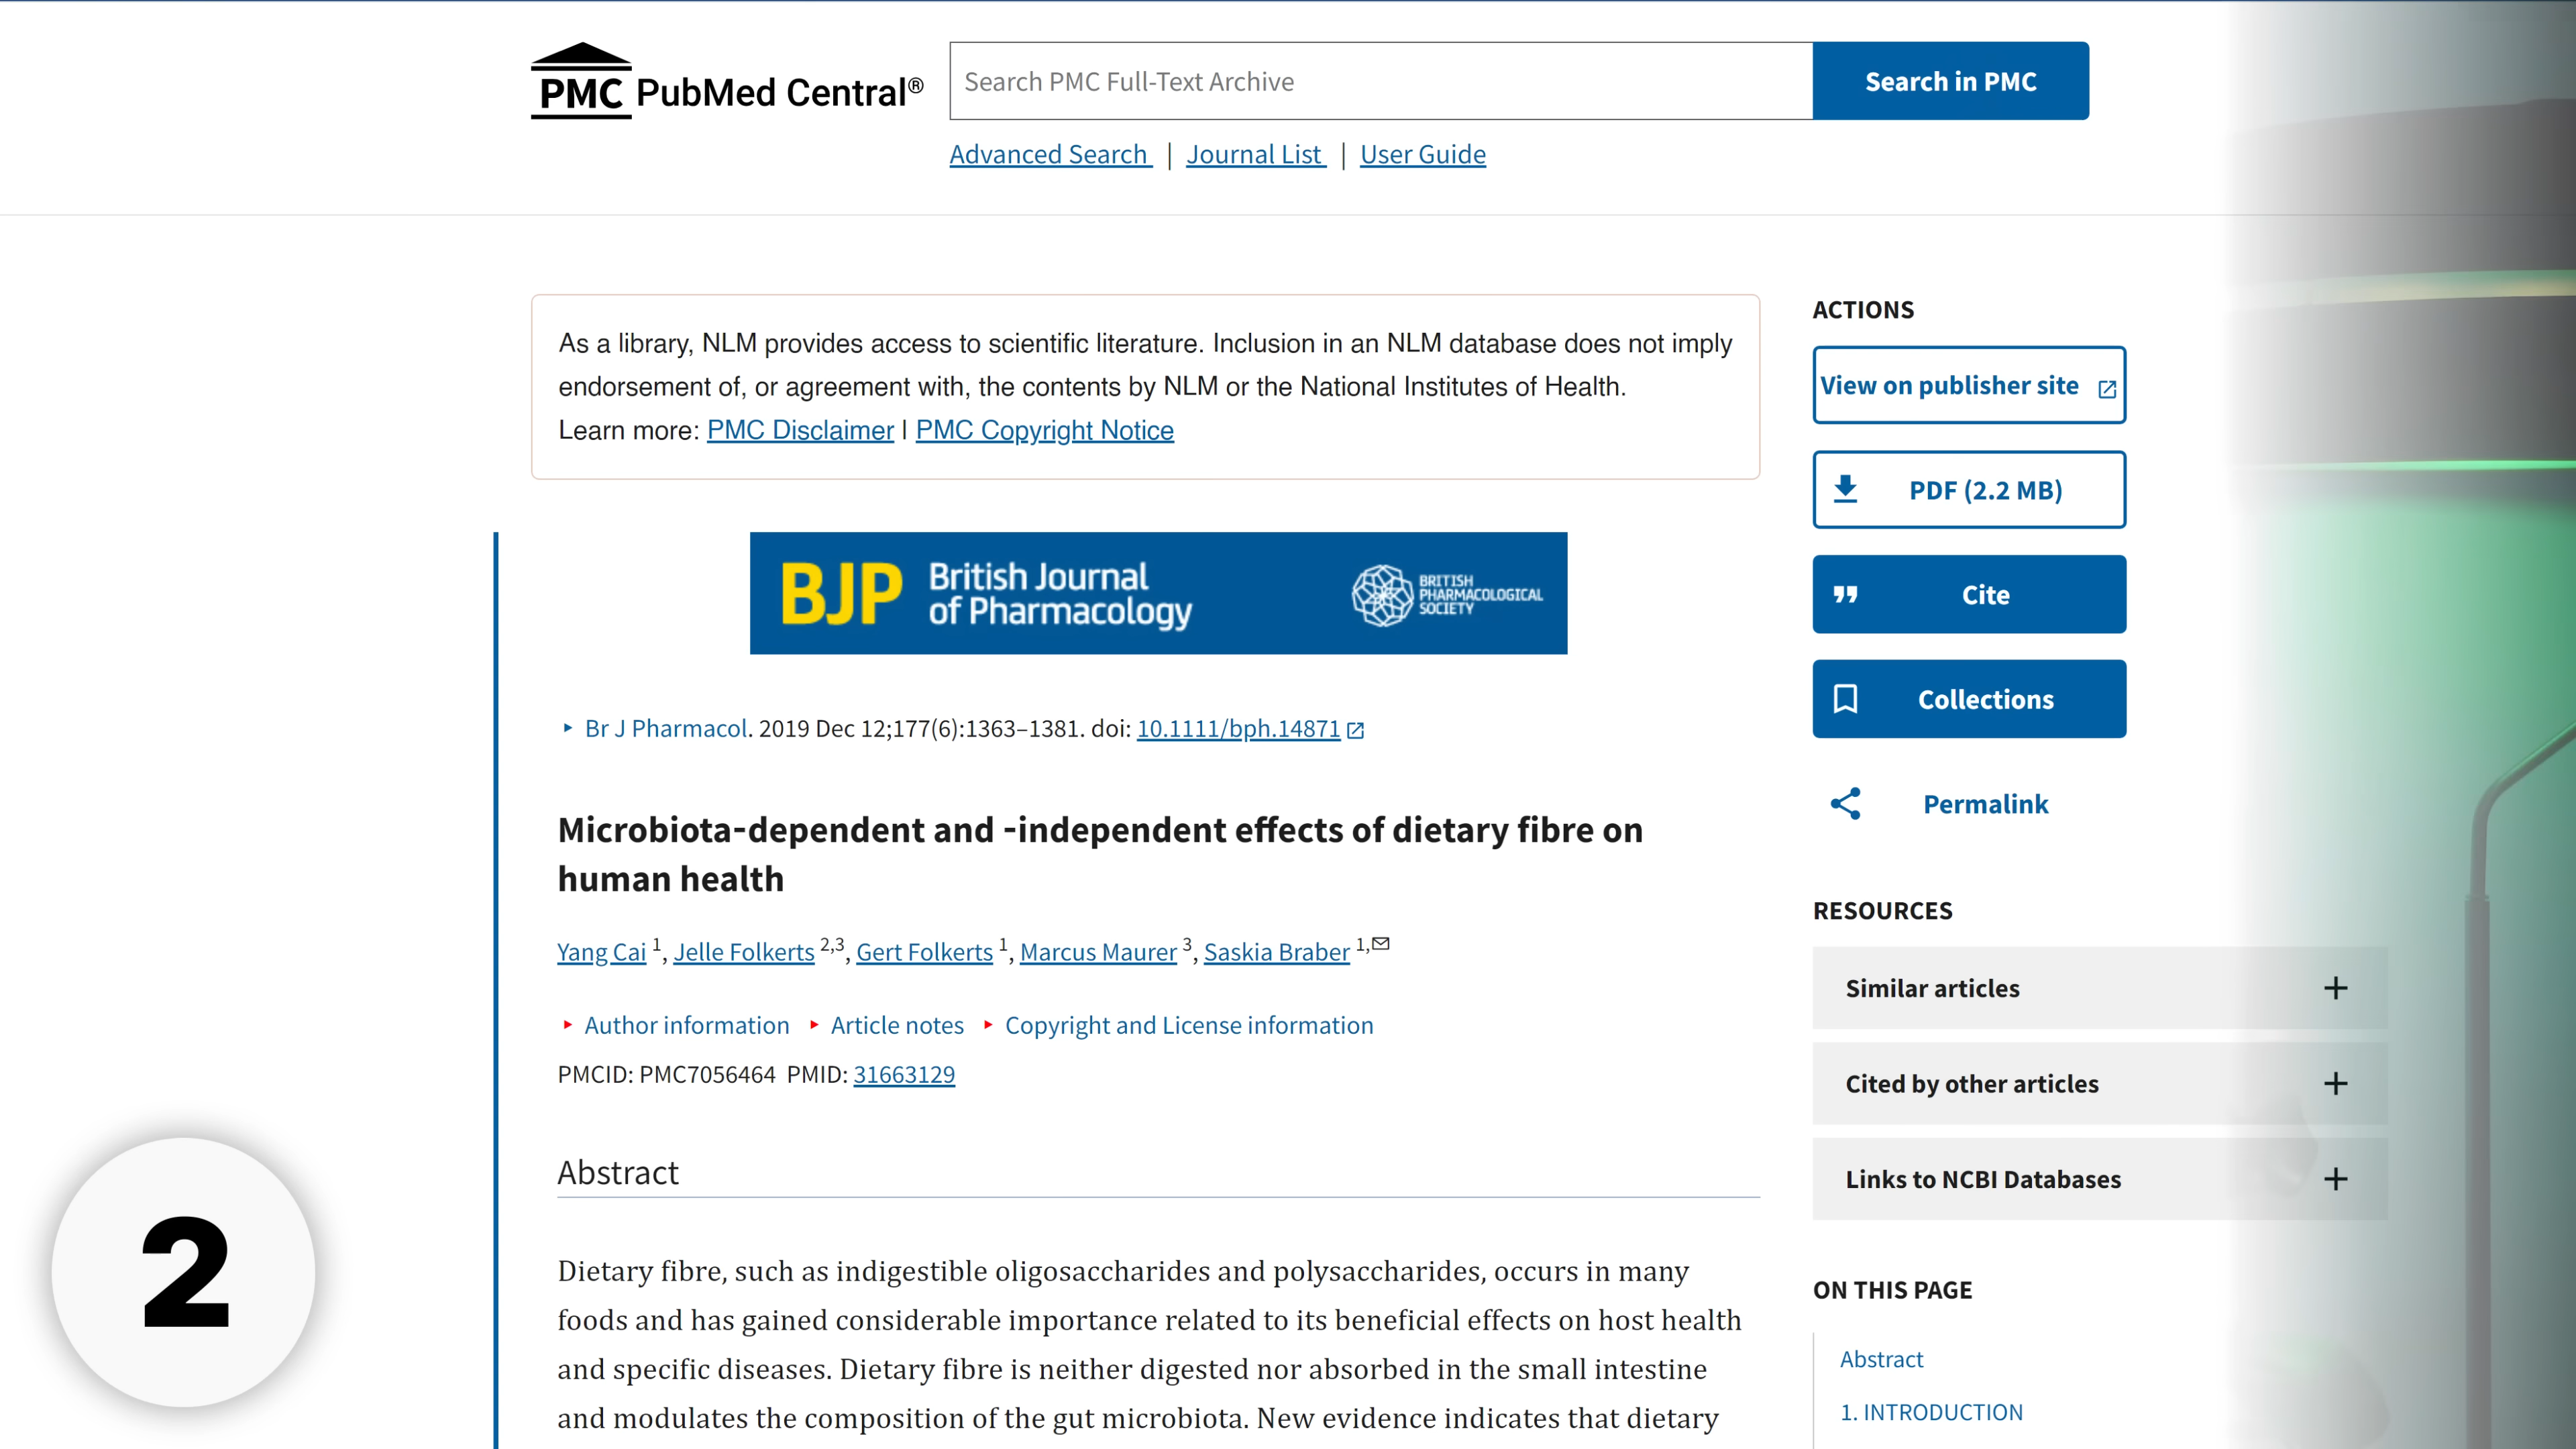 PMC PubMed Central®
Search PMC Full-Text Archive
Search in PMC
Advanced Search | Journal List | User Guide
As a library, NLM provides access to scientific literature. Inclusion in an NLM database does not imply
endorsement of, or agreement with, the contents by NLM or the National Institutes of Health.
Learn more: PMC Disclaimer | PMC Copyright Notice
BJP British Journal
of Pharmacology
BRITISH
PHARMACOLOGICAL
SOCIETY
Br J Pharmacol. 2019 Dec 12;177(6):1363–1381. doi: 10.1111/bph.14871
Microbiota-dependent and -independent effects of dietary fibre on
human health
Yang Cai 1, Jelle Folkerts 2,3, Gert Folkerts 1, Marcus Maurer 3, Saskia Braber 1,✉
Author information Article notes Copyright and License information
PMCID: PMC7056464 PMID: 31663129
Abstract
Dietary fibre, such as indigestible oligosaccharides and polysaccharides, occurs in many
foods and has gained considerable importance related to its beneficial effects on host health
and specific diseases. Dietary fibre is neither digested nor absorbed in the small intestine
and modulates the composition of the gut microbiota. New evidence indicates that dietary
ACTIONS
View on publisher site
PDF (2.2 MB)
Cite
Collections
Permalink
RESOURCES
Similar articles
Cited by other articles
Links to NCBI Databases
ON THIS PAGE
Abstract
1. INTRODUCTION
2